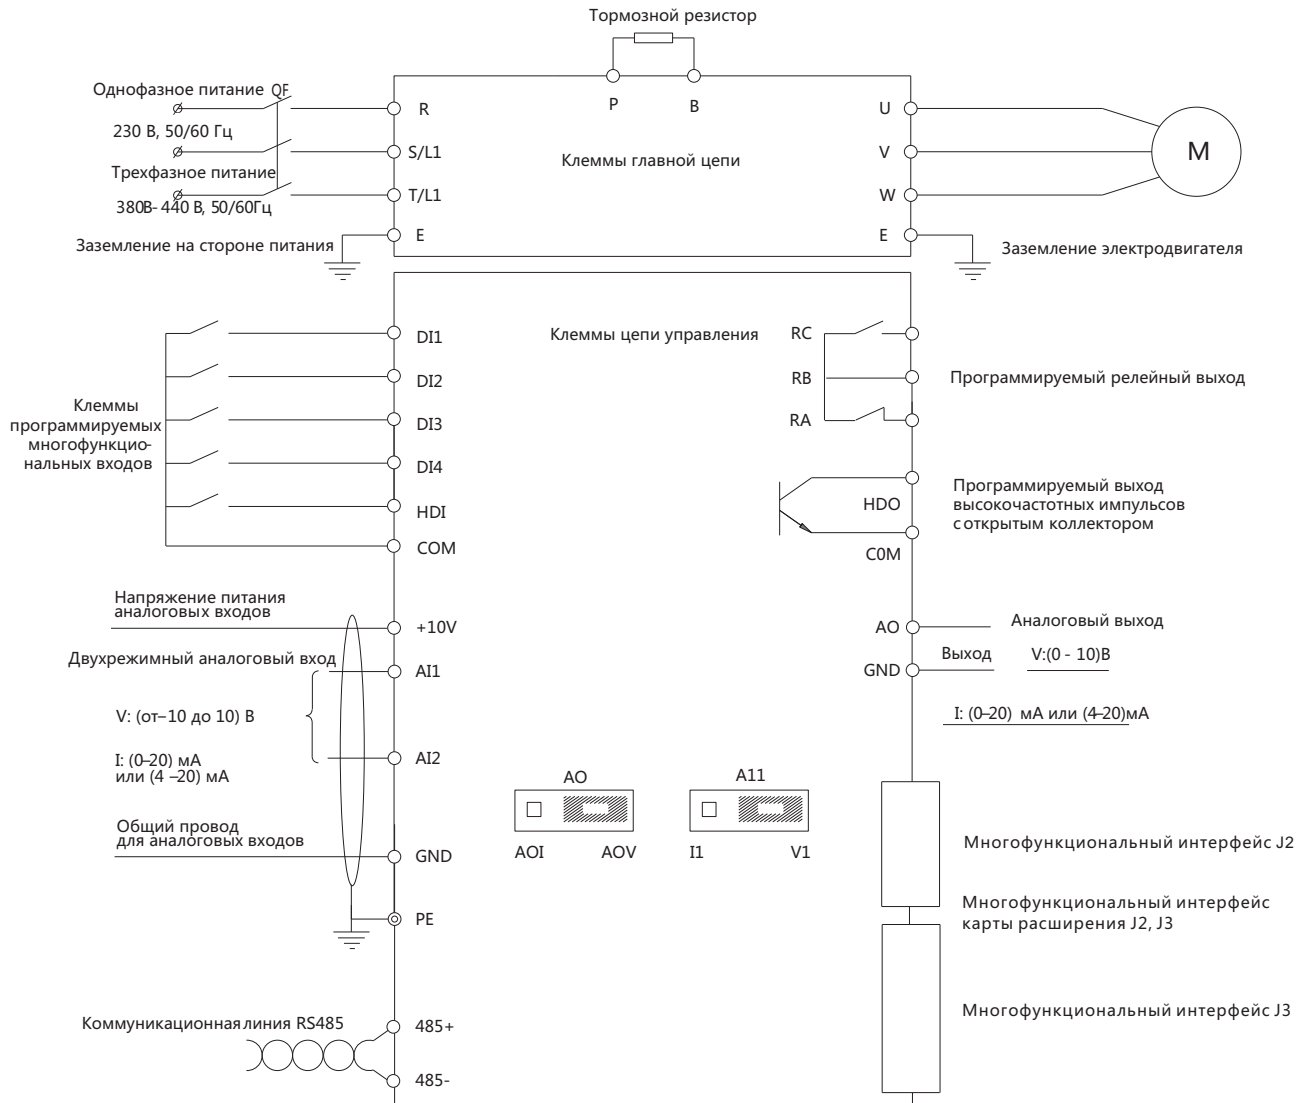 Тормозной резистор
P
B
Однофазное питание
QF
R
U
230 В, 50/60 Гц
S/L1
Клеммы главной цепи
V
M
Трехфазное питание
T/L1
W
380В- 440 В, 50/60Гц
E
E
Заземление на стороне питания
Заземление электродвигателя
DI1
Клеммы цепи управления
RC
DI2
RB
Программируемый релейный выход
Клеммы
программируемых
многофункцио-
нальных входов
DI3
RA
DI4
HDI
COM
HDO
C0M
Программируемый выход
высокочастотных импульсов
с открытым коллектором
Напряжение питания
аналоговых входов
+10V
AO
Аналоговый выход
Двухрежимный аналоговый вход
AI1
GND
Выход
V:(0 - 10)В
V: (от–10 до 10) В
I: (0–20) мА или (4–20)мА
I: (0–20) мА
или (4 –20) мА
AI2
AO
A11
AOI
AOV
I1
V1
Общий провод
для аналоговых входов
GND
Многофункциональный интерфейс J2
PE
Многофункциональный интерфейс
карты расширения J2, J3
Многофункциональный интерфейс J3
Коммуникационная линия RS485
485+
485-